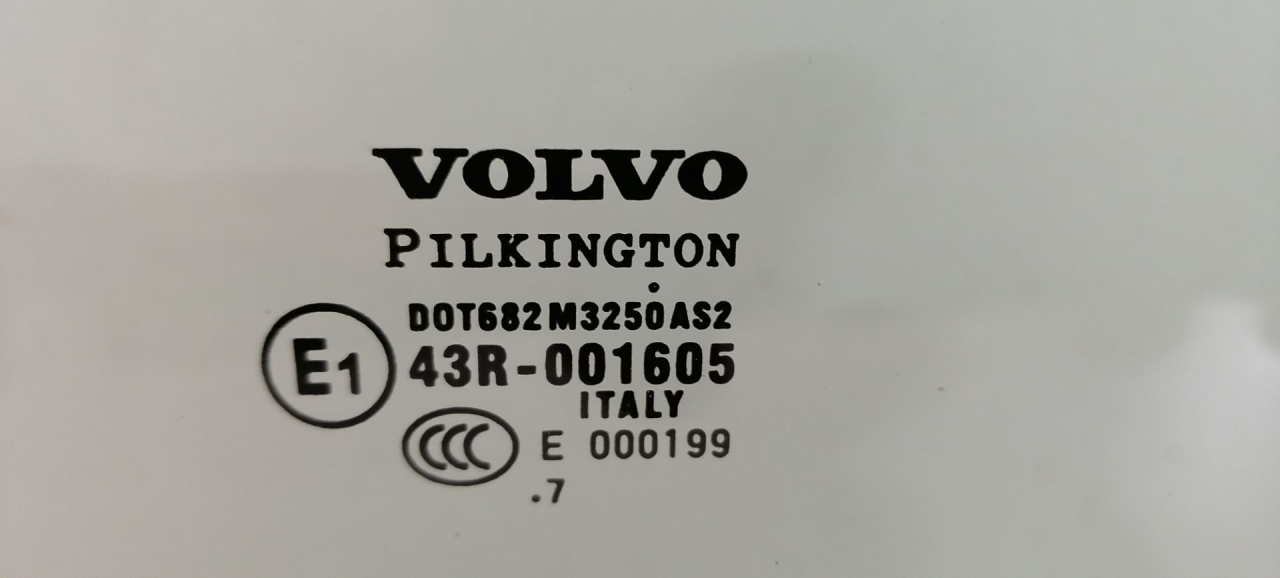 VOLVO
PILKINGTON
DOT682 M3250 AS2
E1 43R-001605
ITALY
CCC E 000199
.7